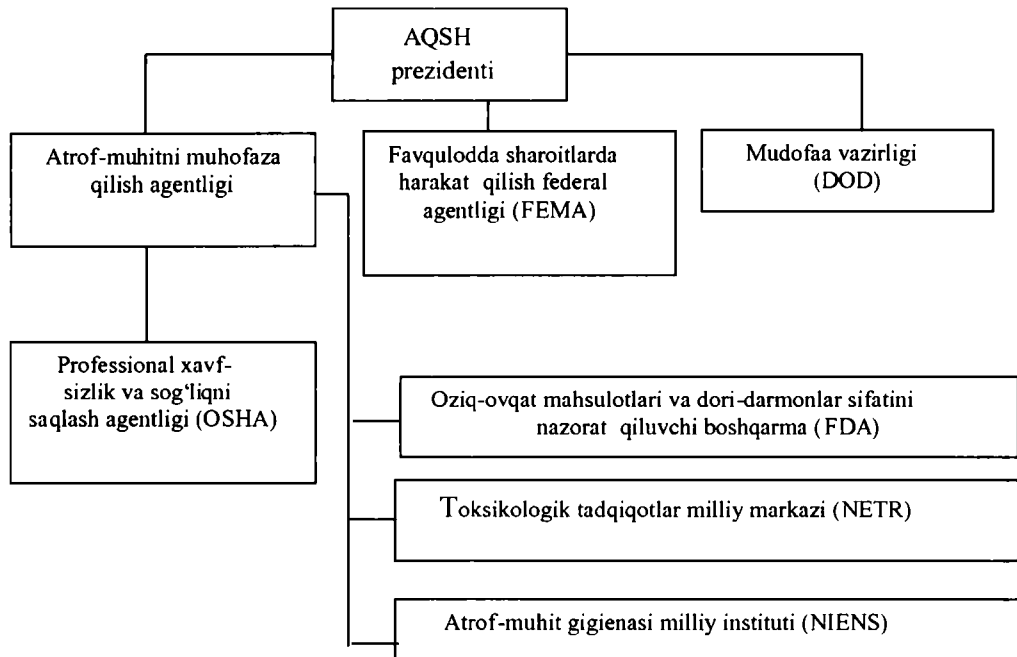 AQSH
prezidenti
Atrof-muhitni muhofaza
qilish agentligi
Favqulodda sharoitlarda
harakat qilish federal
agentligi (FEMA)
Mudofaa vazirligi
(DOD)
Professional xavf-
sizlik va sog‘liqni
saqlash agentligi (OSHA)
Oziq-ovqat mahsulotlari va dori-darmonlar sifatini
nazorat qiluvchi boshqarma (FDA)
Toksikologik tadqiqotlar milliy markazi (NETR)
Atrof-muhit gigienasi milliy instituti (NIENS)